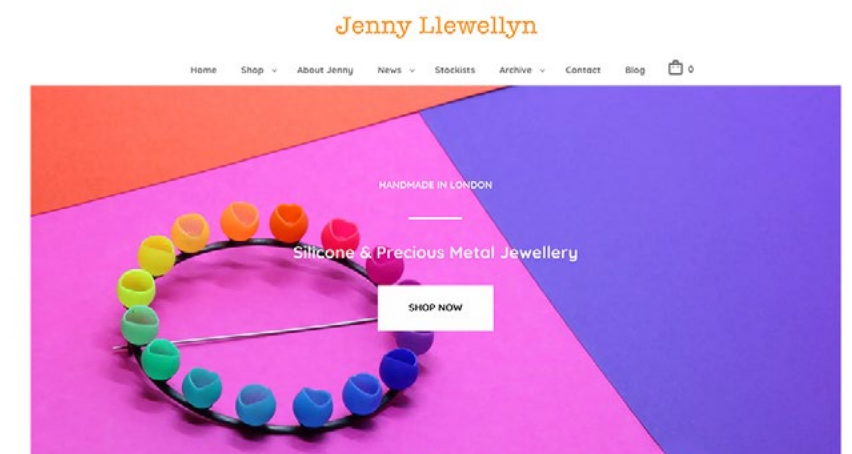 Jenny Llewellyn
Home Shop About Jenny News Stockists Archive Contact Blog 0
HANDMADE IN LONDON
Silicone & Precious Metal Jewellery
SHOP NOW